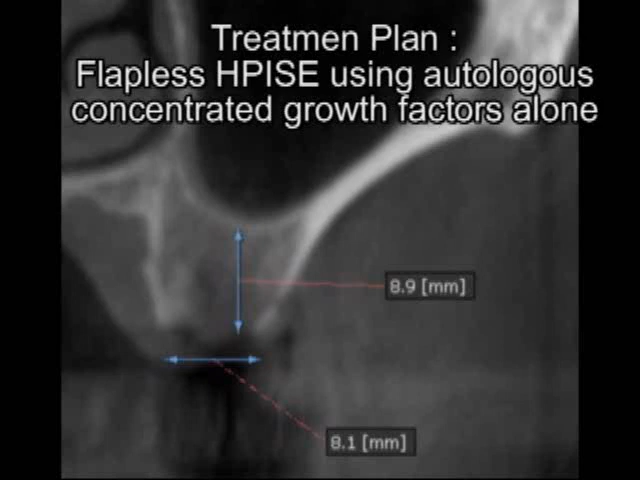 Treatmen Plan :
Flapless HPISE using autologous
concentrated growth factors alone
8.9 [mm]
8.1 [mm]